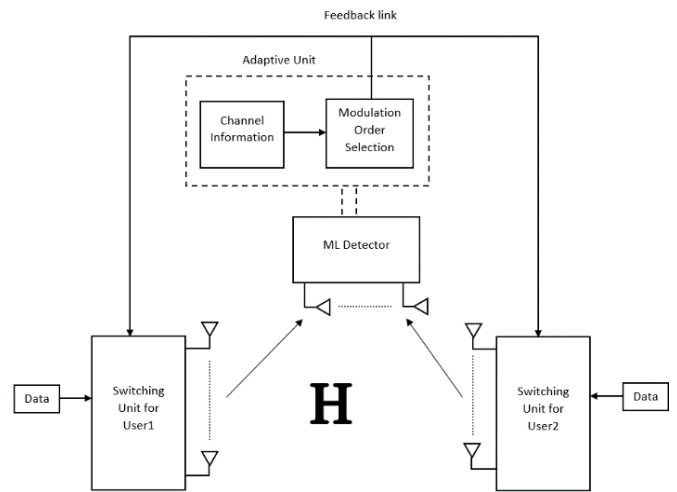 Feedback link
Adaptive Unit
Channel
Information
Modulation
Order
Selection
ML Detector
H
Data
Switching
Unit for
User1
Switching
Unit for
User2
Data